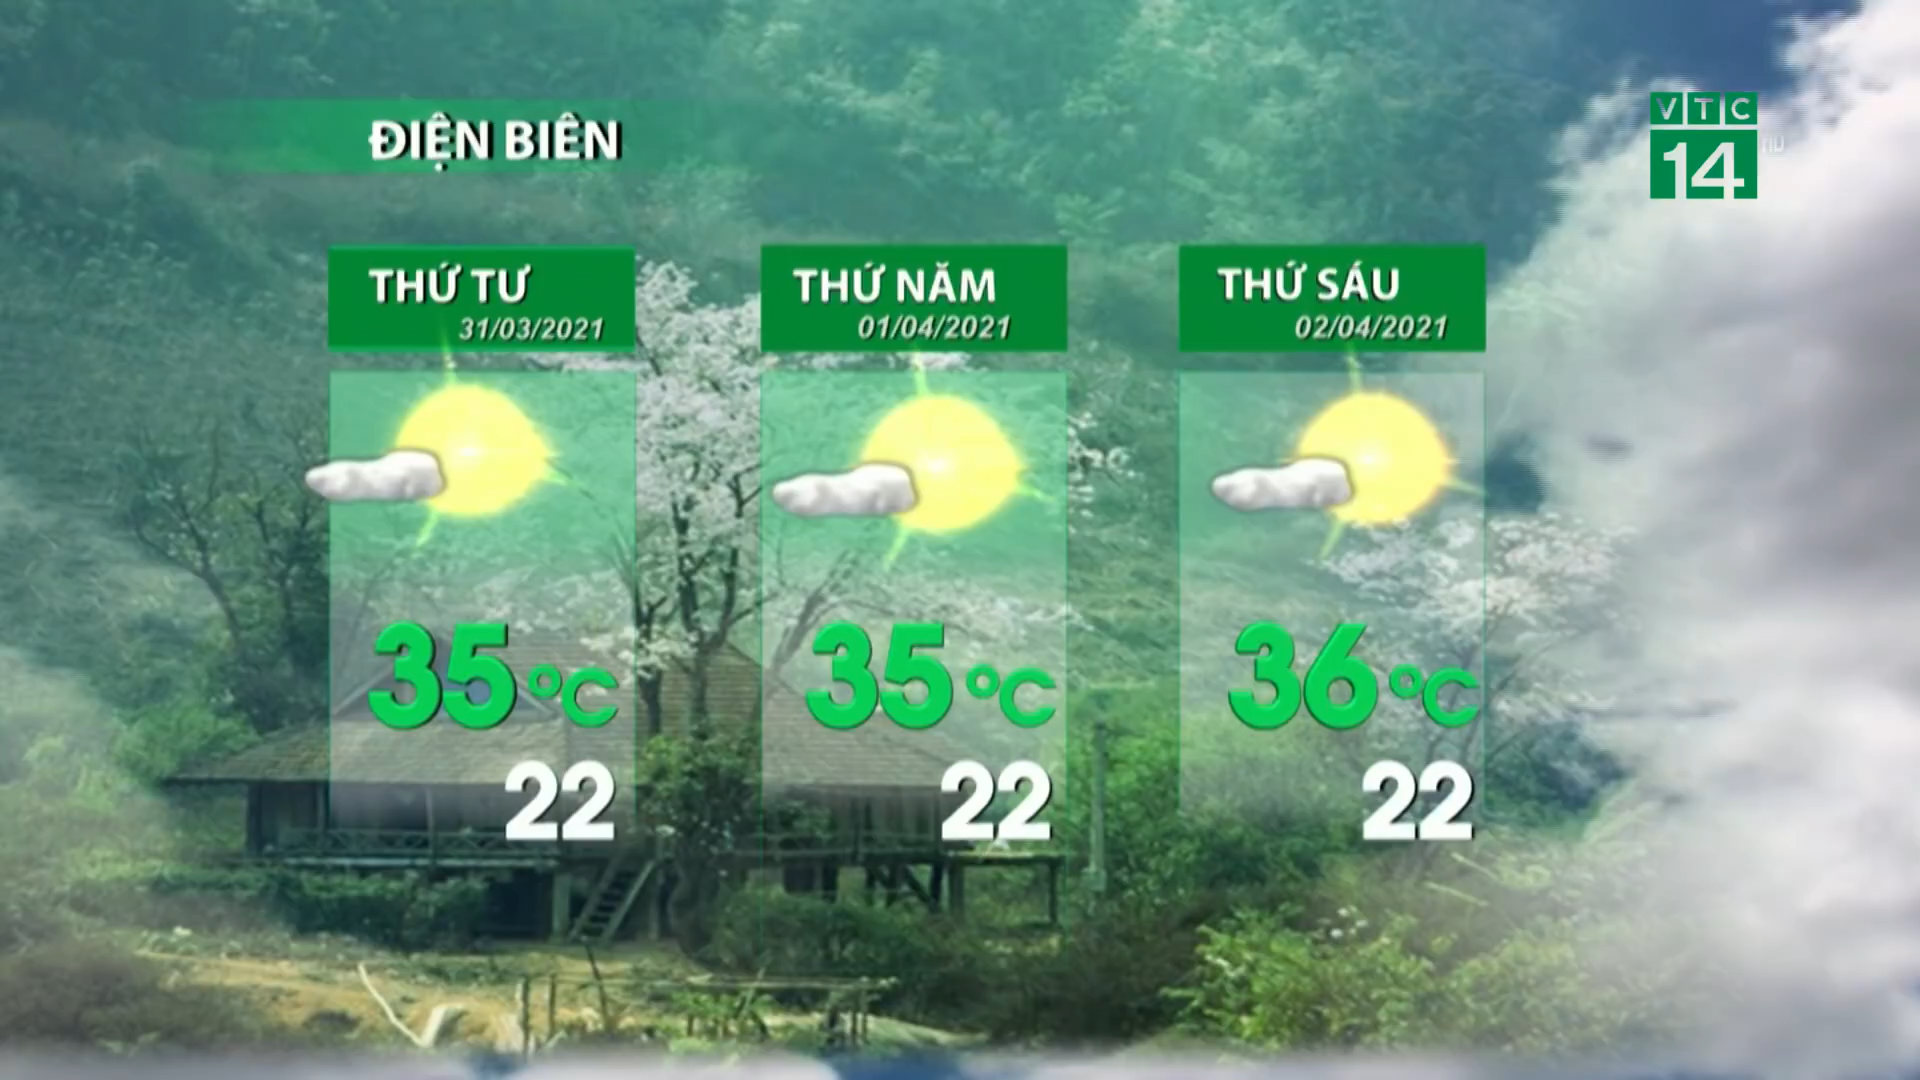 VTC
14 HD
ĐIỆN BIÊN
THỨ TƯ
31/03/2021
THỨ NĂM
01/04/2021
THỨ SÁU
02/04/2021
35°C
35°C
36°C
22
22
22